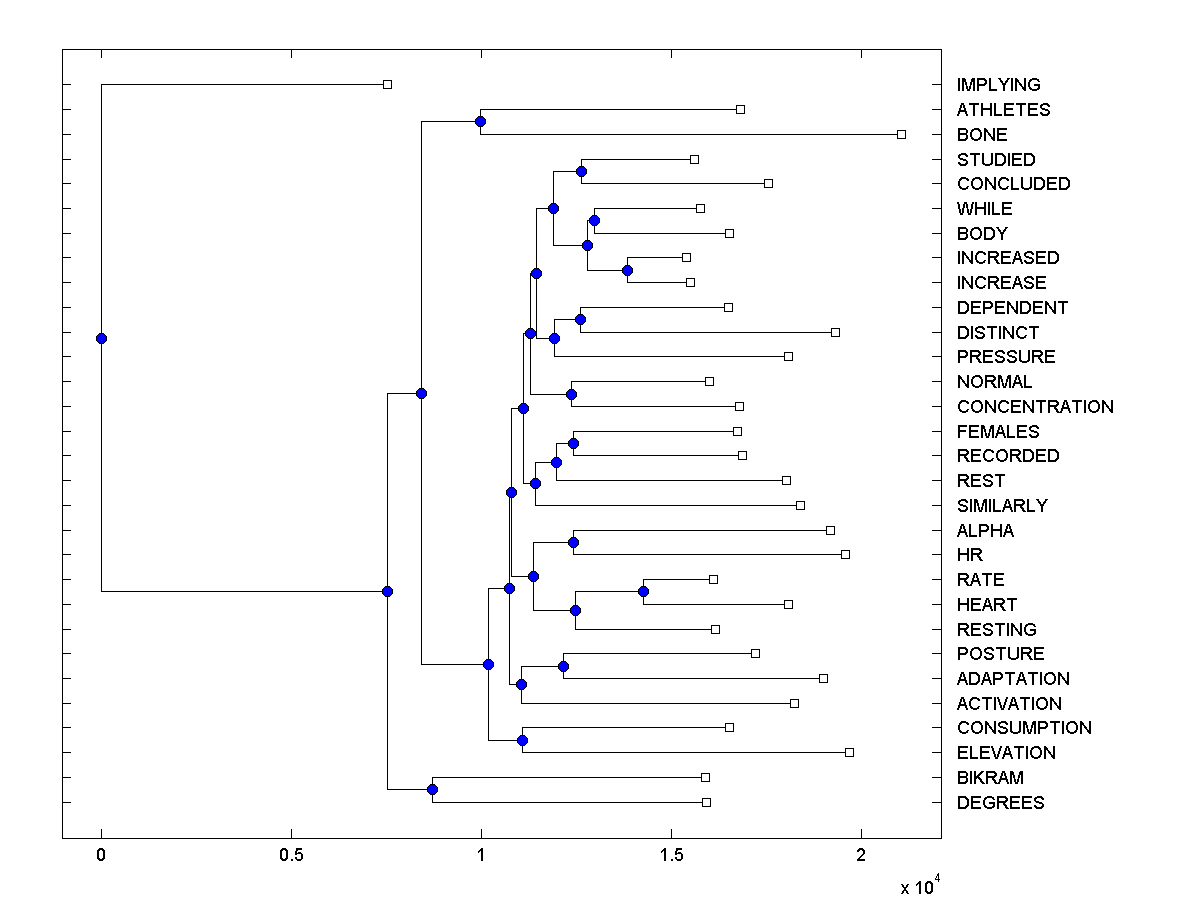 IMPLYING
ATHLETES
BONE
STUDIED
CONCLUDED
WHILE
BODY
INCREASED
INCREASE
DEPENDENT
DISTINCT
PRESSURE
NORMAL
CONCENTRATION
FEMALES
RECORDED
REST
SIMILARLY
ALPHA
HR
RATE
HEART
RESTING
POSTURE
ADAPTATION
ACTIVATION
CONSUMPTION
ELEVATION
BIKRAM
DEGREES
0 0.5 1 1.5 2
x 10^4